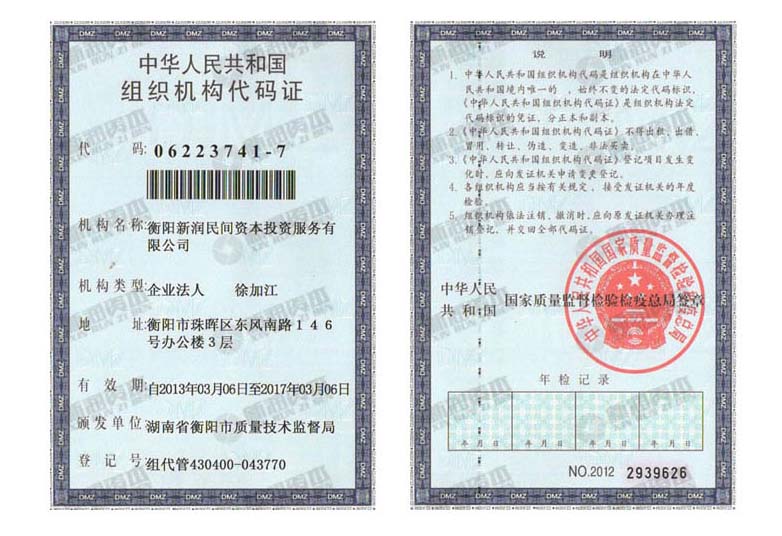 中华人民共和国
组织机构代码证
代 码: 06223741-7
机构名称: 衡阳新润民间资本投资服务有
限公司
机构类型: 企业法人 徐加江
地 址: 衡阳市珠晖区东风南路146
号办公楼3层
有 效 期: 自2013年03月06日至2017年03月06日
颁发单位: 湖南省衡阳市质量技术监督局
登 记 号: 组代管430400-043770
说 明
1. 中华人民共和国组织机构代码是组织机构在中华人
民共和国境内唯一的、始终不变的法定代码标识,
《中华人民共和国组织机构代码证》是组织机构法定
代码标识的凭证,分正本和副本。
2. 《中华人民共和国组织机构代码证》不得出租、出借、
冒用、转让、伪造、变造、非法买卖。
3. 《中华人民共和国组织机构代码证》登记项目发生变
化时,应向发证机关申请变更登记。
4. 各组织机构应当按有关规定,接受发证机关的年度
检验。
5. 组织机构依法注销、撤消时,应向原发证机关办理注
销登记,并交回全部代码证。
中华人民
共和国 国家质量监督检验检疫总局签章
中华人民共和国国家质量监督检验检疫总局
年检记录
年 月 日 年 月 日 年 月 日 年 月 日
NO.2012 2939626